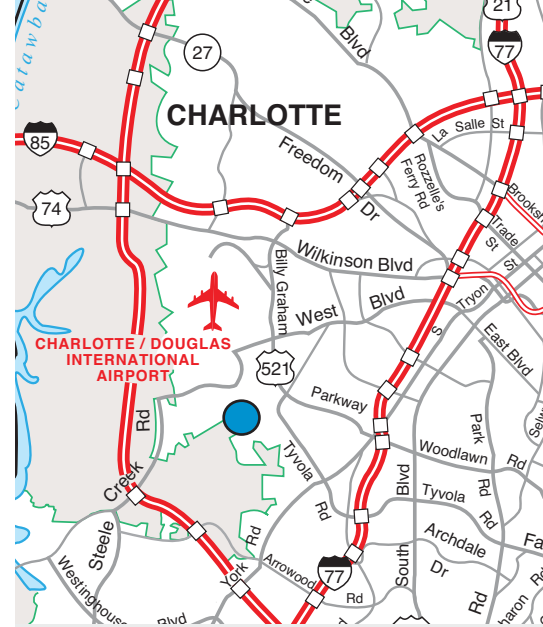 21
Blvd
77
27
Catawba
CHARLOTTE
La Salle St
85
Freedom
Dr
Rozzelle's
Ferry Rd
74
Trade
St
Wilkinson Blvd
Billy Graham
S
Tryon
West Blvd
S
CHARLOTTE / DOUGLAS
INTERNATIONAL
AIRPORT
East Blvd
521
Parkway
Rd
Park
Rd
Woodlawn Rd
Tyvola
Rd
Creek
Blvd
Tyvola
Rd
Steele
Rd
Archdale
Dr
Arrowood
Rd
York
77
South
Westinghouse
Blvd
Rd
Rd